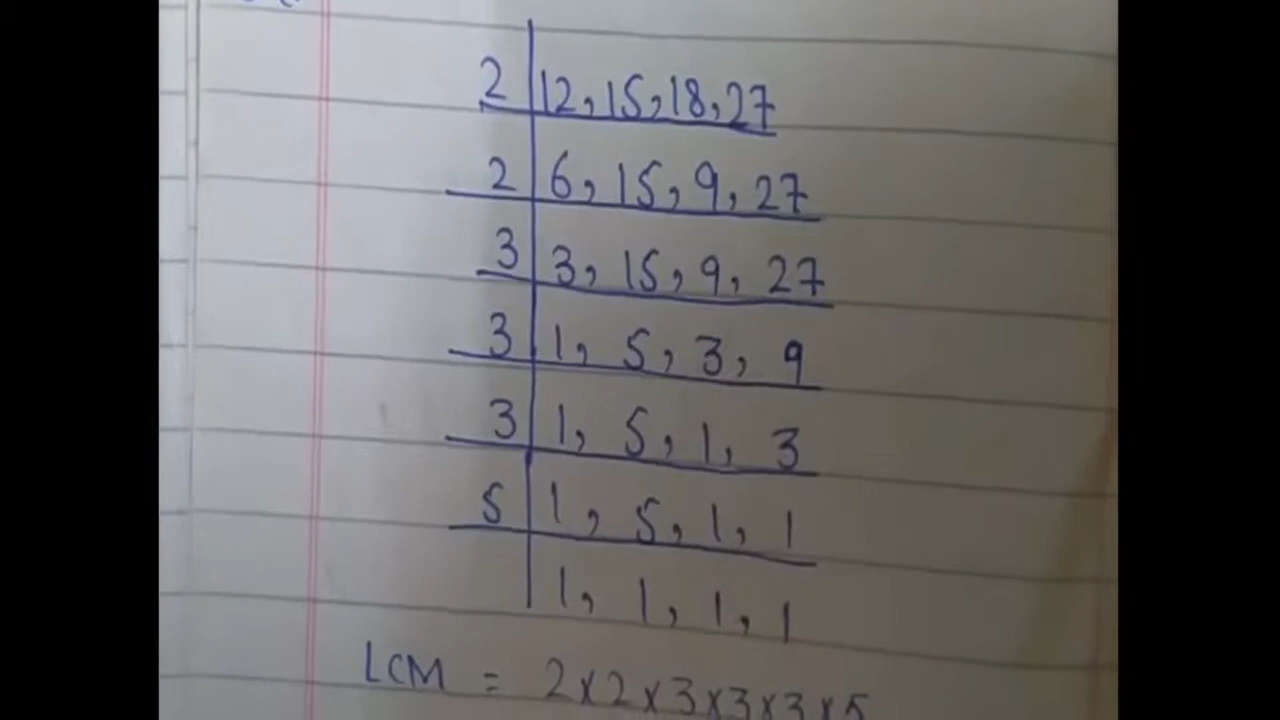 2 | 12, 15, 18, 27
2 | 6, 15, 9, 27
3 | 3, 15, 9, 27
3 | 1, 5, 3, 9
3 | 1, 5, 1, 3
5 | 1, 5, 1, 1
1, 1, 1, 1
LCM = 2×2×3×3×3×5